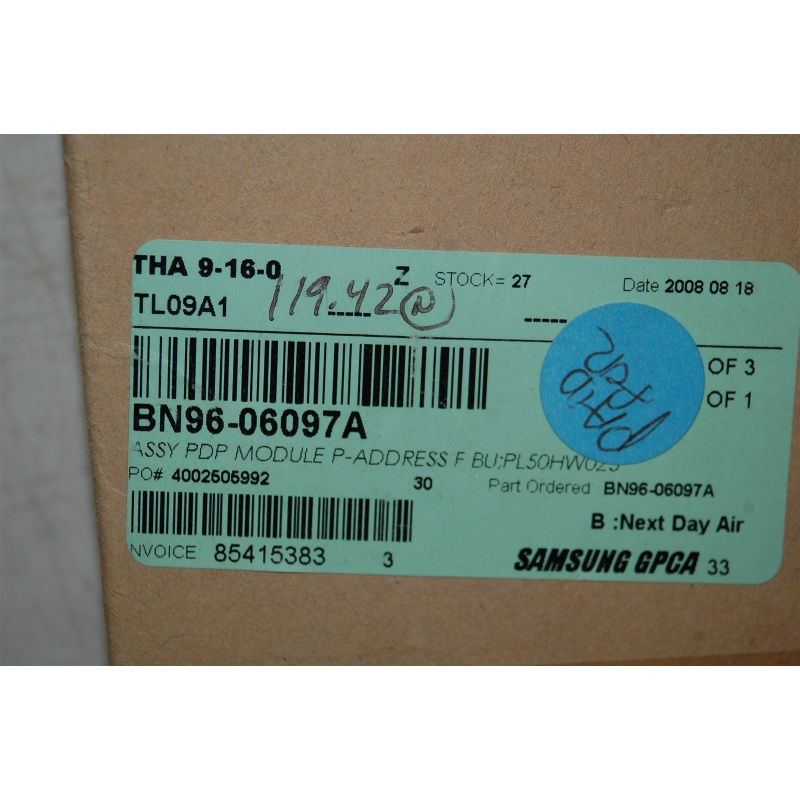 THA 9-16-0 Z STOCK= 27 Date 2008 08 18
TL09A1 119.42 N ----- -----
OF 3
OF 1
PAID
BN96-06097A
ASSY PDP MODULE P-ADDRESS F BU;PL50HW02
PO# 4002505992 30 Part Ordered BN96-06097A
B :Next Day Air
NVOICE 85415383 3 SAMSUNG GPCA 33